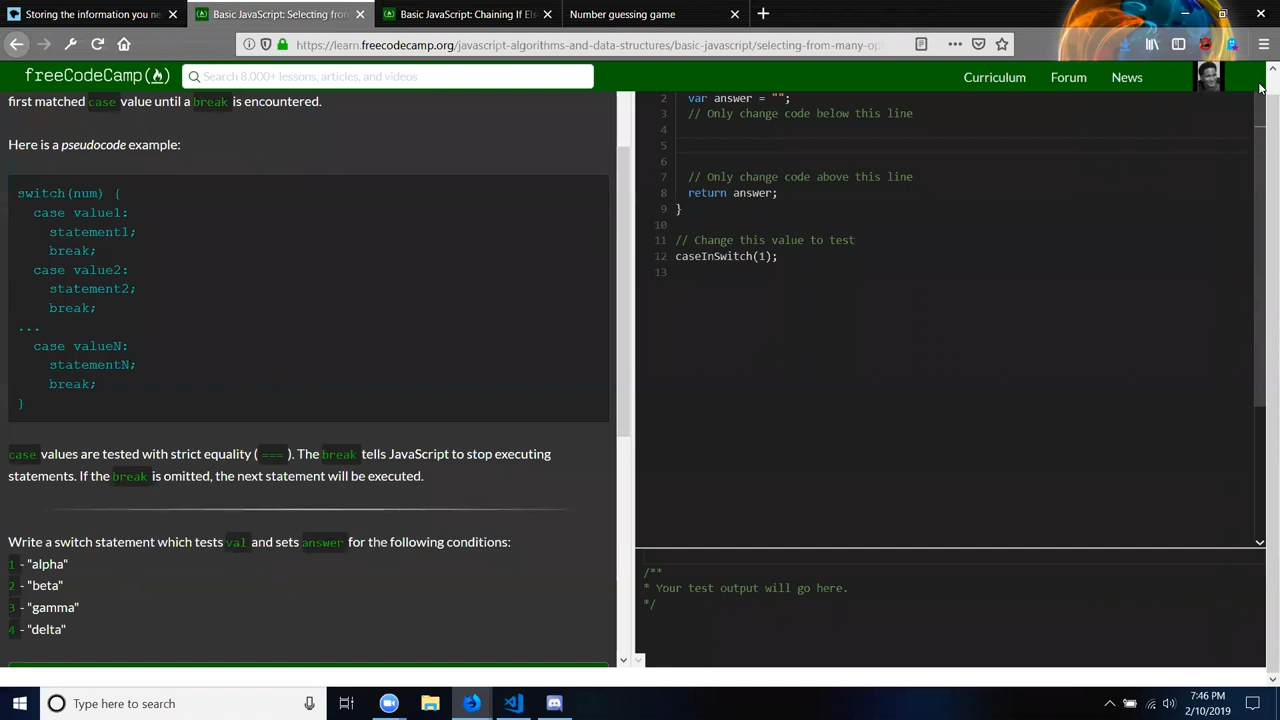 Storing the information you ne
Basic JavaScript: Selecting from
Basic JavaScript: Chaining If Els
Number guessing game
https://learn.freecodecamp.org/javascript-algorithms-and-data-structures/basic-javascript/selecting-from-many-op
freeCodeCamp
Search 8,000+ lessons, articles, and videos
Curriculum
Forum
News
first matched case value until a break is encountered.
Here is a pseudocode example:
switch(num) {
case value1:
statement1;
break;
case value2:
statement2;
break;
...
case valueN:
statementN;
break;
}
case values are tested with strict equality ( === ). The break tells JavaScript to stop executing
statements. If the break is omitted, the next statement will be executed.
Write a switch statement which tests val and sets answer for the following conditions:
1 - "alpha"
2 - "beta"
3 - "gamma"
4 - "delta"
2 var answer = "";
3 // Only change code below this line
4
5
6
7 // Only change code above this line
8 return answer;
9 }
10
11 // Change this value to test
12 caseInSwitch(1);
13
/**
* Your test output will go here.
*/
Type here to search
7:46 PM
2/10/2019